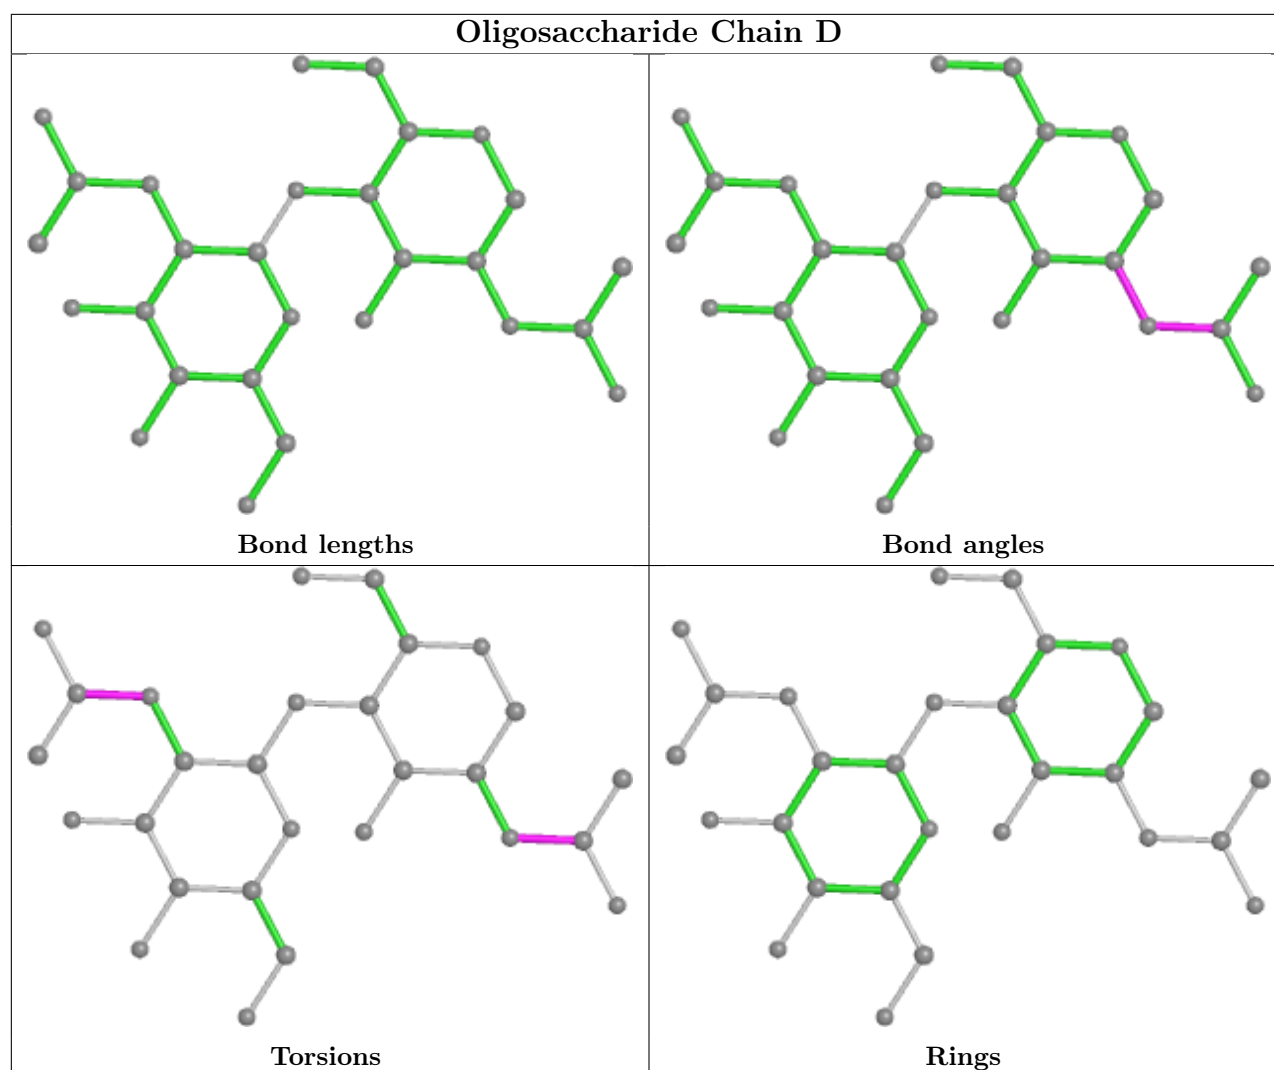 Oligosaccharide Chain D
Bond lengths
Bond angles
Torsions
Rings